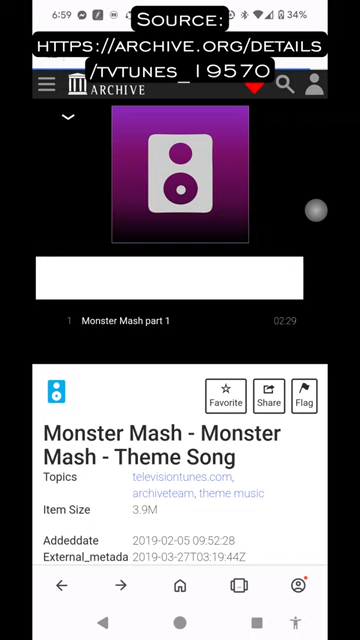 6:59
34%
Source:
https://archive.org/details
/tvtunes_19570
ARCHIVE
1 Monster Mash part 1 02:29
Favorite Share Flag
Monster Mash - Monster
Mash - Theme Song
Topics televisiontunes.com,
archiveteam, theme music
Item Size 3.9M
Addeddate 2019-02-05 09:52:28
External_metada 2019-03-27T03:19:44Z